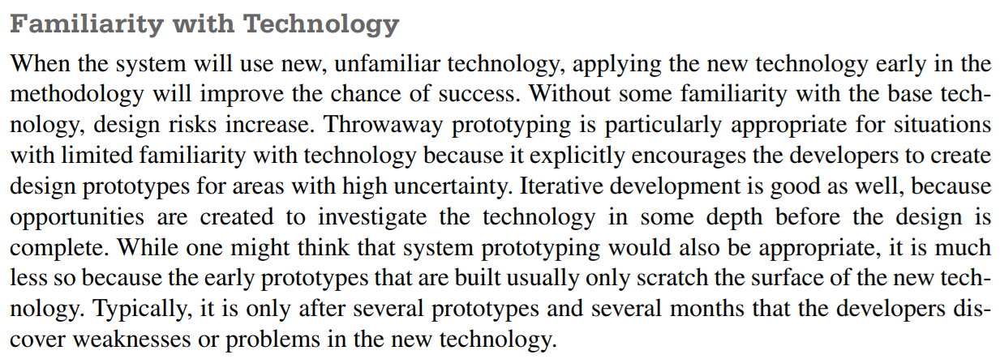 Familiarity with Technology
When the system will use new, unfamiliar technology, applying the new technology early in the
methodology will improve the chance of success. Without some familiarity with the base tech-
nology, design risks increase. Throwaway prototyping is particularly appropriate for situations
with limited familiarity with technology because it explicitly encourages the developers to create
design prototypes for areas with high uncertainty. Iterative development is good as well, because
opportunities are created to investigate the technology in some depth before the design is
complete. While one might think that system prototyping would also be appropriate, it is much
less so because the early prototypes that are built usually only scratch the surface of the new tech-
nology. Typically, it is only after several prototypes and several months that the developers dis-
cover weaknesses or problems in the new technology.